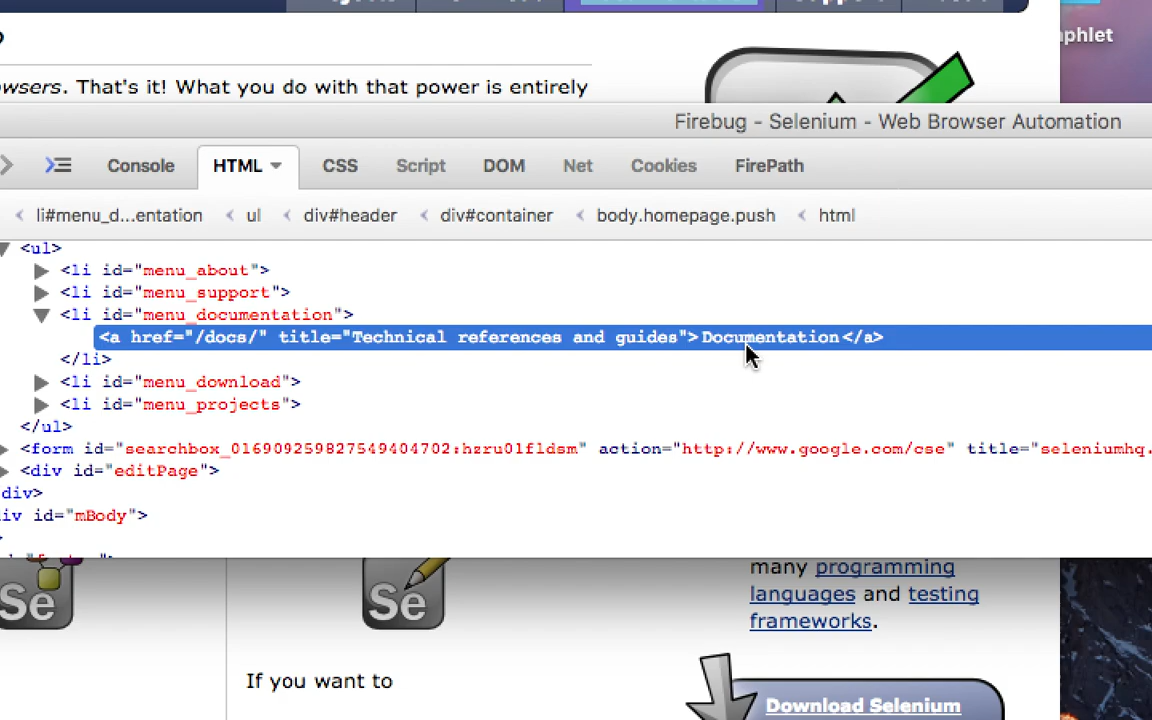 owsers. That's it! What you do with that power is entirely
phlet
Firebug - Selenium - Web Browser Automation
Console HTML CSS Script DOM Net Cookies FirePath
li#menu_d...entation < ul < div#header < div#container < body.homepage.push < html
<ul>
<li id="menu_about">
<li id="menu_support">
<li id="menu_documentation">
<a href="/docs/" title="Technical references and guides">Documentation</a>
</li>
<li id="menu_download">
<li id="menu_projects">
</ul>
<form id="searchbox_016909259827549404702:hzru01fldsm" action="http://www.google.com/cse" title="seleniumhq.
<div id="editPage">
div>
iv id="mBody">
Se
Se
many programming
languages and testing
frameworks.
If you want to
Download Selenium